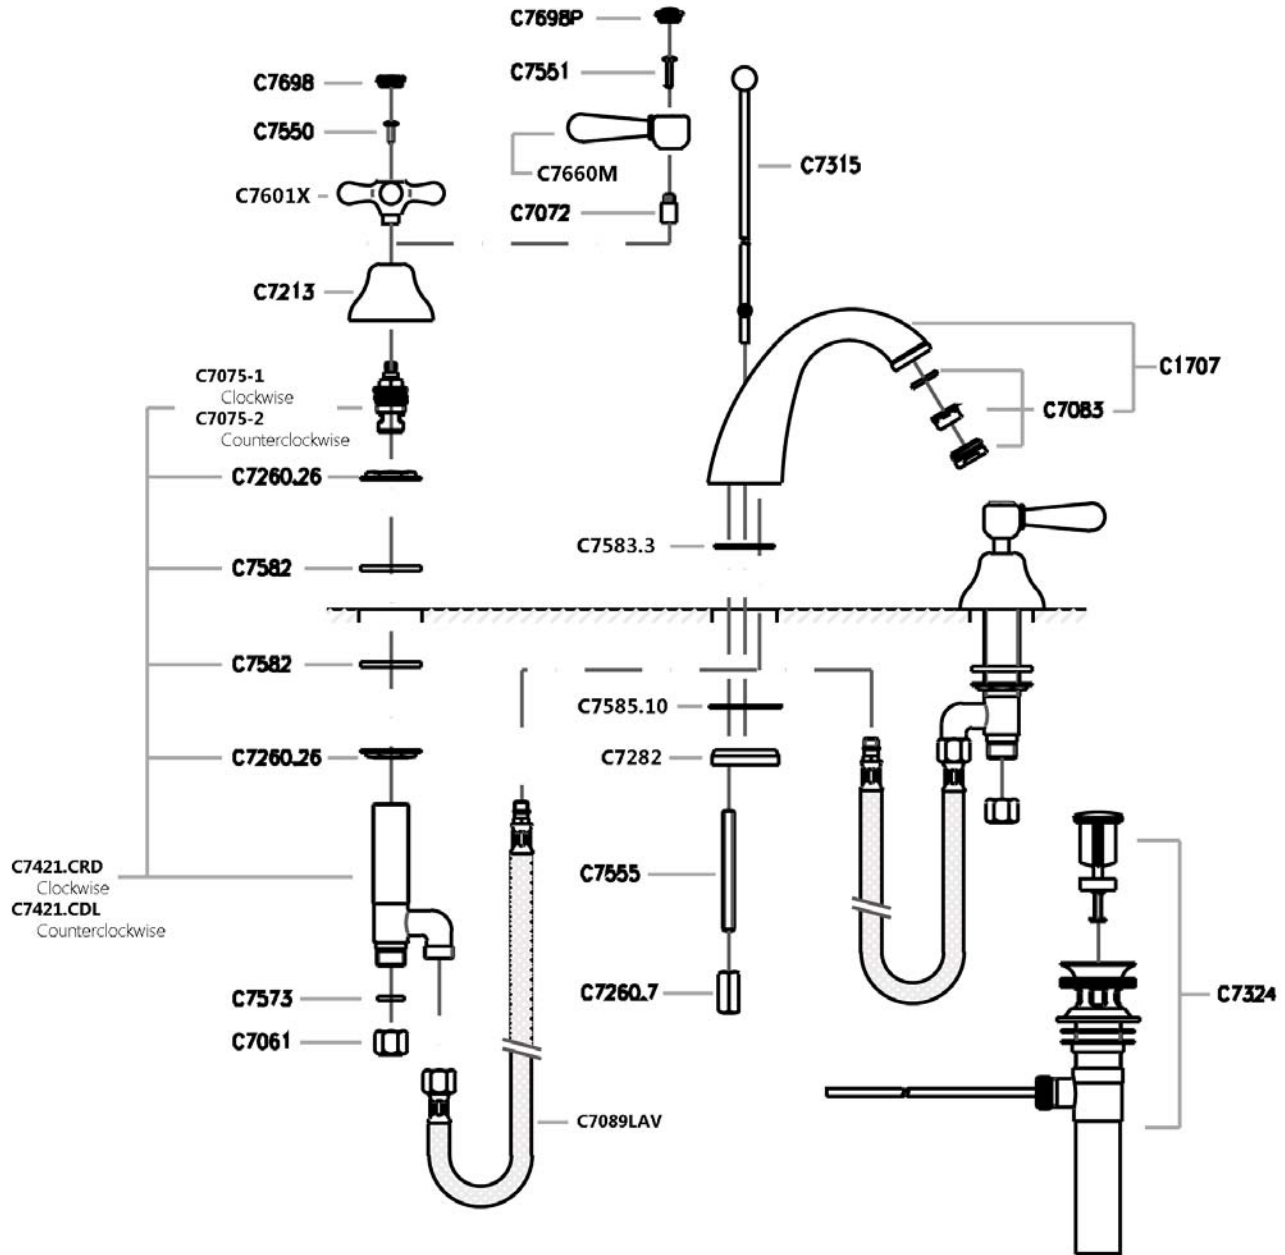 C7698P
C7551
C7698
C7550
C7660M
C7315
C7601X
C7072
C7213
C1707
C7075-1
Clockwise
C7083
C7075-2
Counterclockwise
C7260.26
C7583.3
C7582
C7582
C7585.10
C7260.26
C7282
C7421.CRD
Clockwise
C7555
C7421.CDL
Counterclockwise
C7573
C7260.7
C7324
C7061
C7089LAV